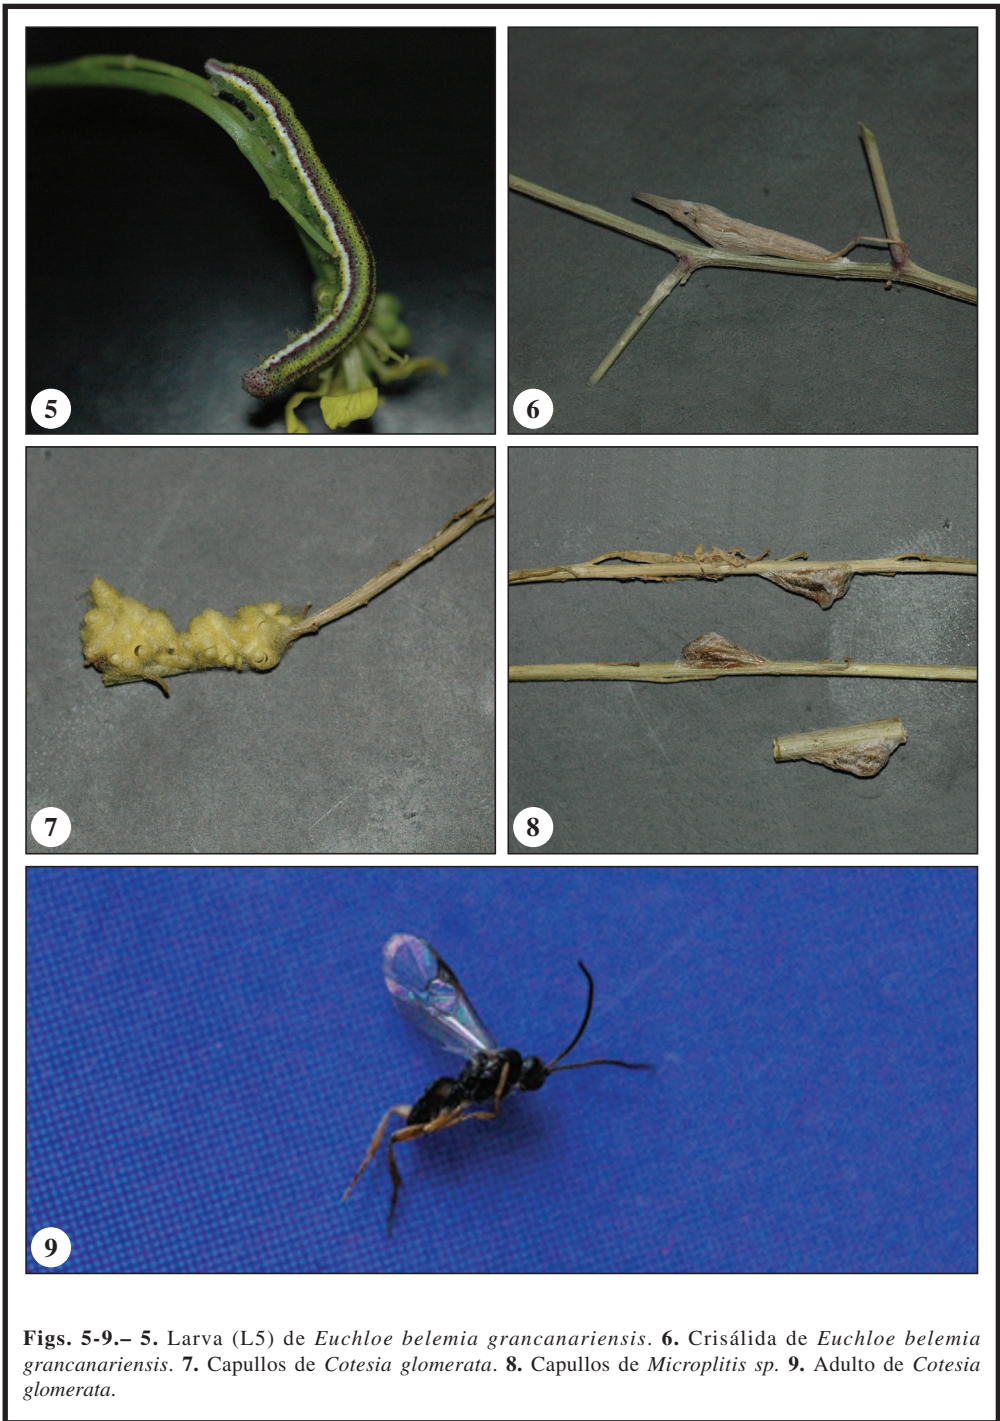 5
6
7
8
9
Figs. 5-9.– 5. Larva (L5) de Euchloe belemia grancanariensis. 6. Crisálida de Euchloe belemia
grancanariensis. 7. Capullos de Cotesia glomerata. 8. Capullos de Microplitis sp. 9. Adulto de Cotesia
glomerata.